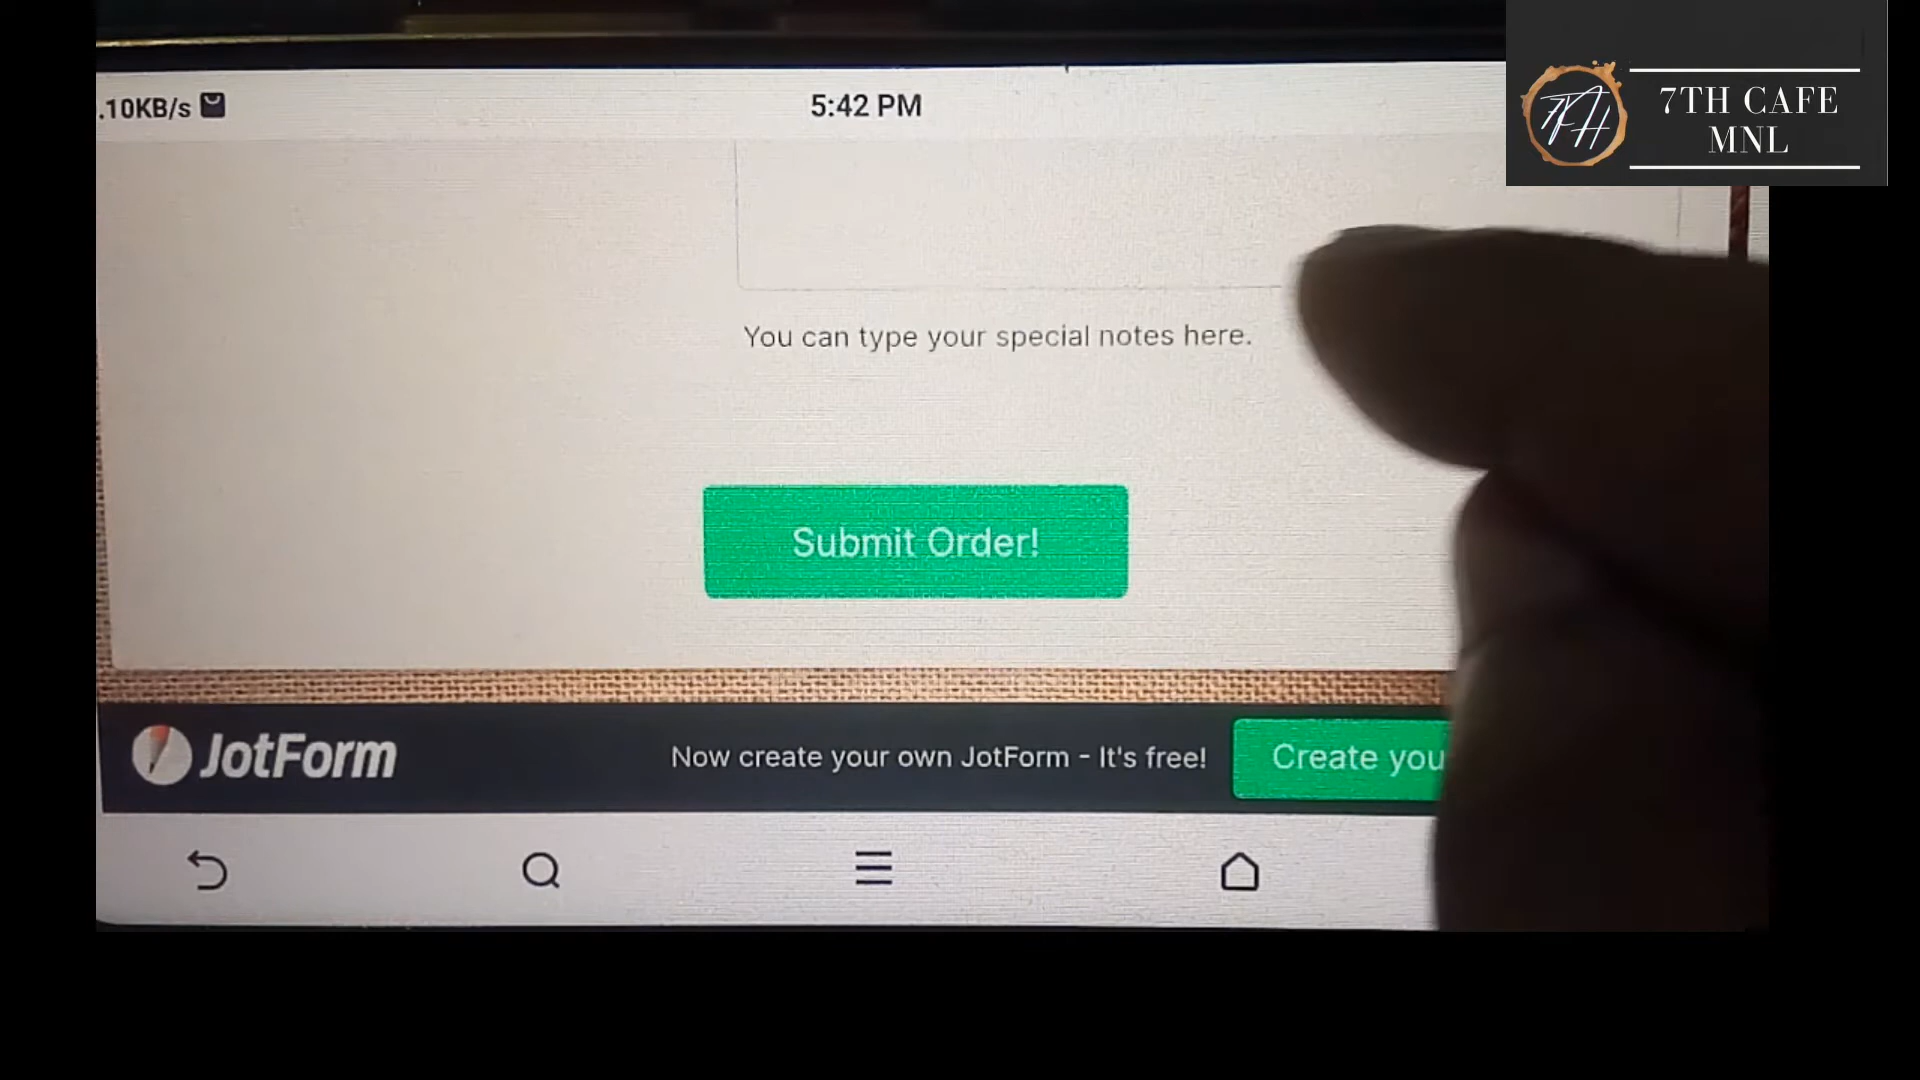 .10KB/s
5:42 PM
7TH CAFE
MNL
You can type your special notes here.
Submit Order!
JotForm
Now create your own JotForm - It's free!
Create you